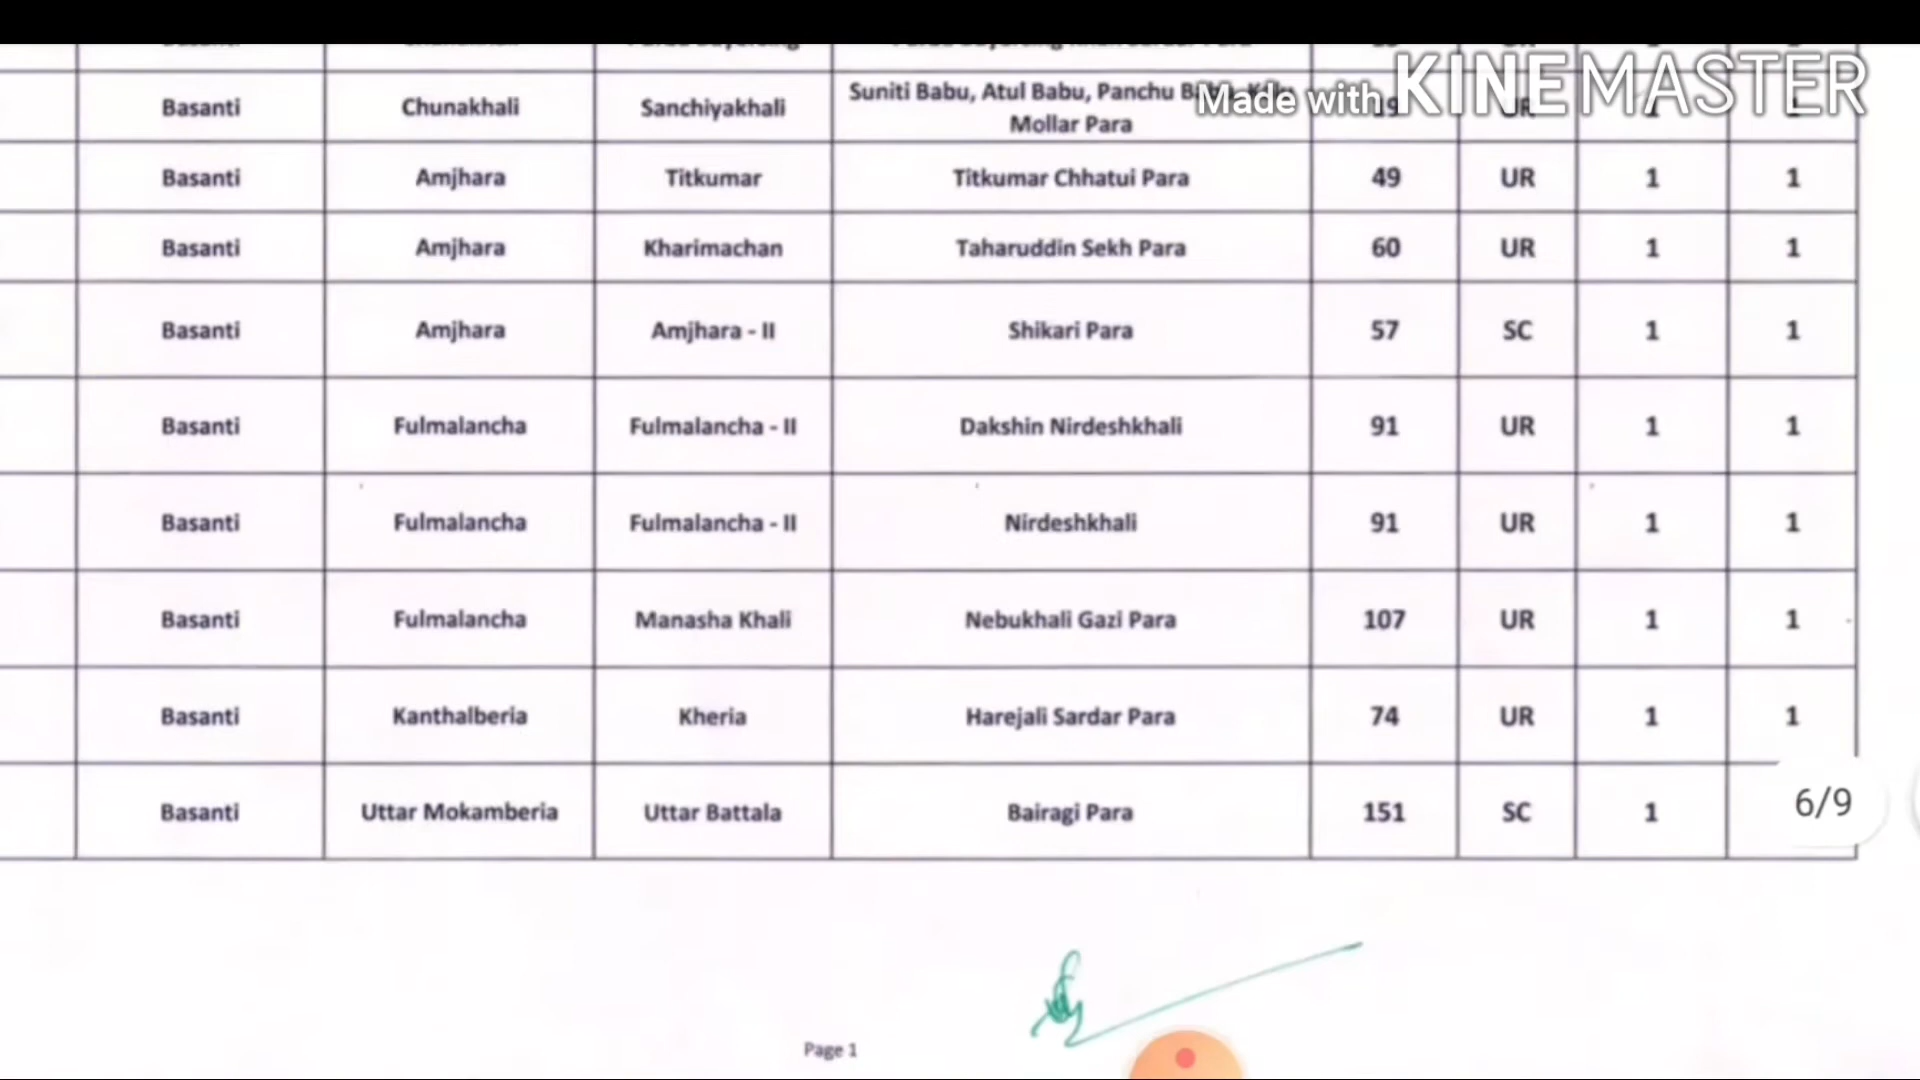 Made with KINEMASTER
Basanti Chunakhali Sanchiyakhali Suniti Babu, Atul Babu, Panchu
Mollar Para
Basanti Amjhara Titkumar Titkumar Chhatui Para 49 UR 1 1
Basanti Amjhara Kharimachan Taharuddin Sekh Para 60 UR 1 1
Basanti Amjhara Amjhara - II Shikari Para 57 SC 1 1
Basanti Fulmalancha Fulmalancha - II Dakshin Nirdeshkhali 91 UR 1 1
Basanti Fulmalancha Fulmalancha - II Nirdeshkhali 91 UR 1 1
Basanti Fulmalancha Manasha Khali Nebukhali Gazi Para 107 UR 1 1
Basanti Kanthalberia Kheria Harejali Sardar Para 74 UR 1 1
Basanti Uttar Mokamberia Uttar Battala Bairagi Para 151 SC 1
6/9
Page 1